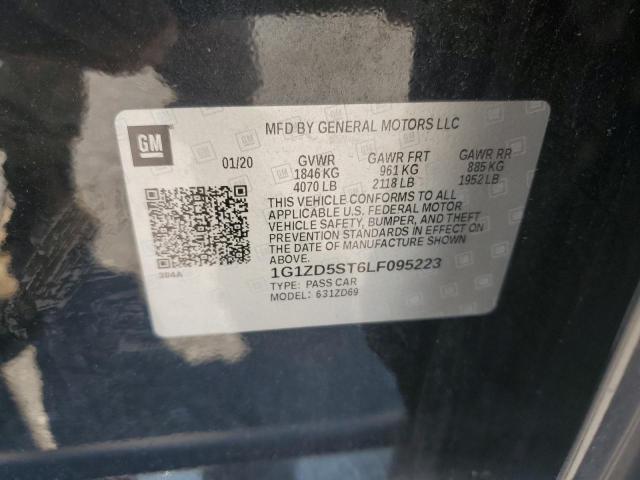 GM
MFD BY GENERAL MOTORS LLC
01/20 GVWR GAWR FRT GAWR RR
1846 KG 961 KG 885 KG
4070 LB 2118 LB 1952 LB
THIS VEHICLE CONFORMS TO ALL
APPLICABLE U.S. FEDERAL MOTOR
VEHICLE SAFETY, BUMPER, AND THEFT
PREVENTION STANDARDS IN EFFECT ON
THE DATE OF MANUFACTURE SHOWN
ABOVE.
384A
1G1ZD5ST6LF095223
TYPE: PASS CAR
MODEL: 631ZD69